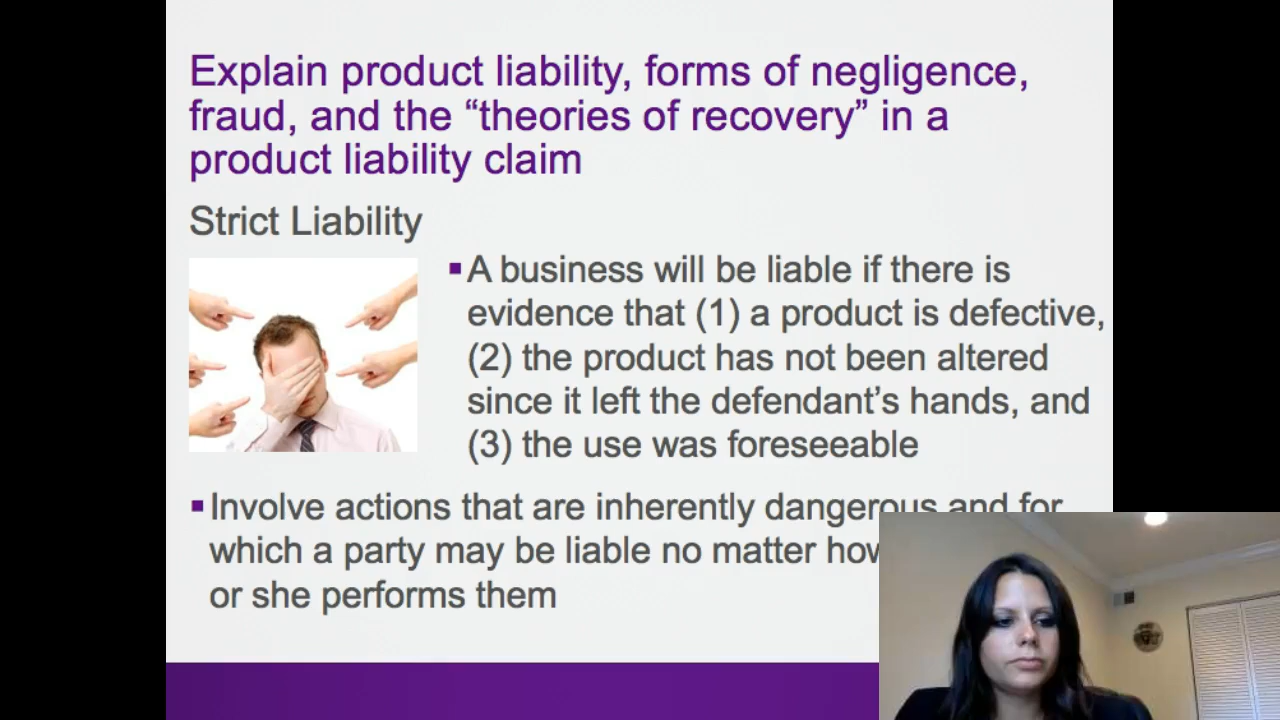 Explain product liability, forms of negligence,
fraud, and the “theories of recovery” in a
product liability claim
Strict Liability
▪A business will be liable if there is
evidence that (1) a product is defective,
(2) the product has not been altered
since it left the defendant’s hands, and
(3) the use was foreseeable
▪Involve actions that are inherently dangerous and for
which a party may be liable no matter how
or she performs them